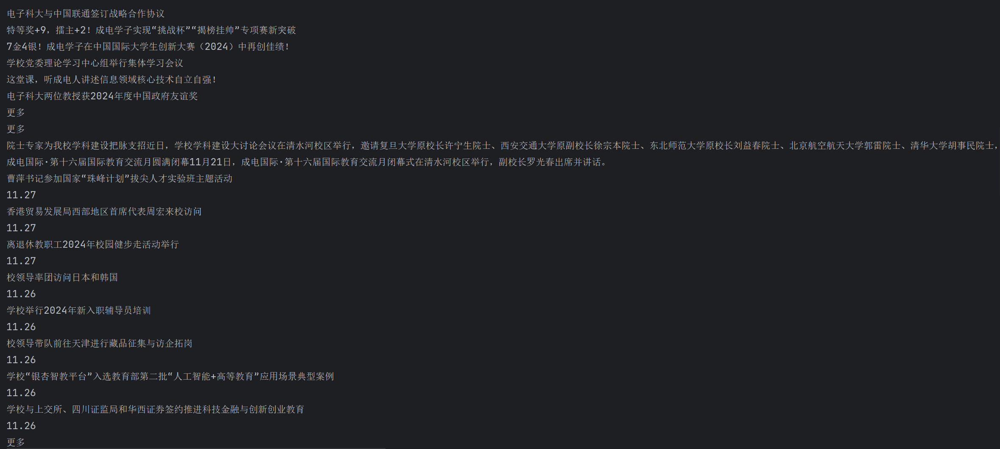 电子科大与中国联通签订战略合作协议
特等奖+9，擂主+2！成电学子实现“挑战杯”“揭榜挂帅”专项赛新突破
7金4银！成电学子在中国国际大学生创新大赛（2024）中再创佳绩！
学校党委理论学习中心组举行集体学习会议
这堂课，听成电人讲述信息领域核心技术自立自强！
电子科大两位教授获2024年度中国政府友谊奖
更多
更多
院士专家为我校学科建设把脉支招近日，学校学科建设大讨论会议在清水河校区举行，邀请复旦大学原校长许宁生院士、西安交通大学原副校长徐宗本院士、东北师范大学原校长刘益春院士、北京航空航天大学郭雷院士、清华大学胡事民院士，
成电国际·第十六届国际教育交流月圆满闭幕11月21日，成电国际·第十六届国际教育交流月闭幕式在清水河校区举行，副校长罗光春出席并讲话。
曹萍书记参加国家“珠峰计划”拔尖人才实验班主题活动
11.27
香港贸易发展局西部地区首席代表周宏来校访问
11.27
离退休教职工2024年校园健步走活动举行
11.27
校领导率团访问日本和韩国
11.26
学校举行2024年新入职辅导员培训
11.26
校领导带队前往天津进行藏品征集与访企拓岗
11.26
学校“银杏智教平台”入选教育部第二批“人工智能+高等教育”应用场景典型案例
11.26
学校与上交所、四川证监局和华西证券签约推进科技金融与创新创业教育
11.26
更多